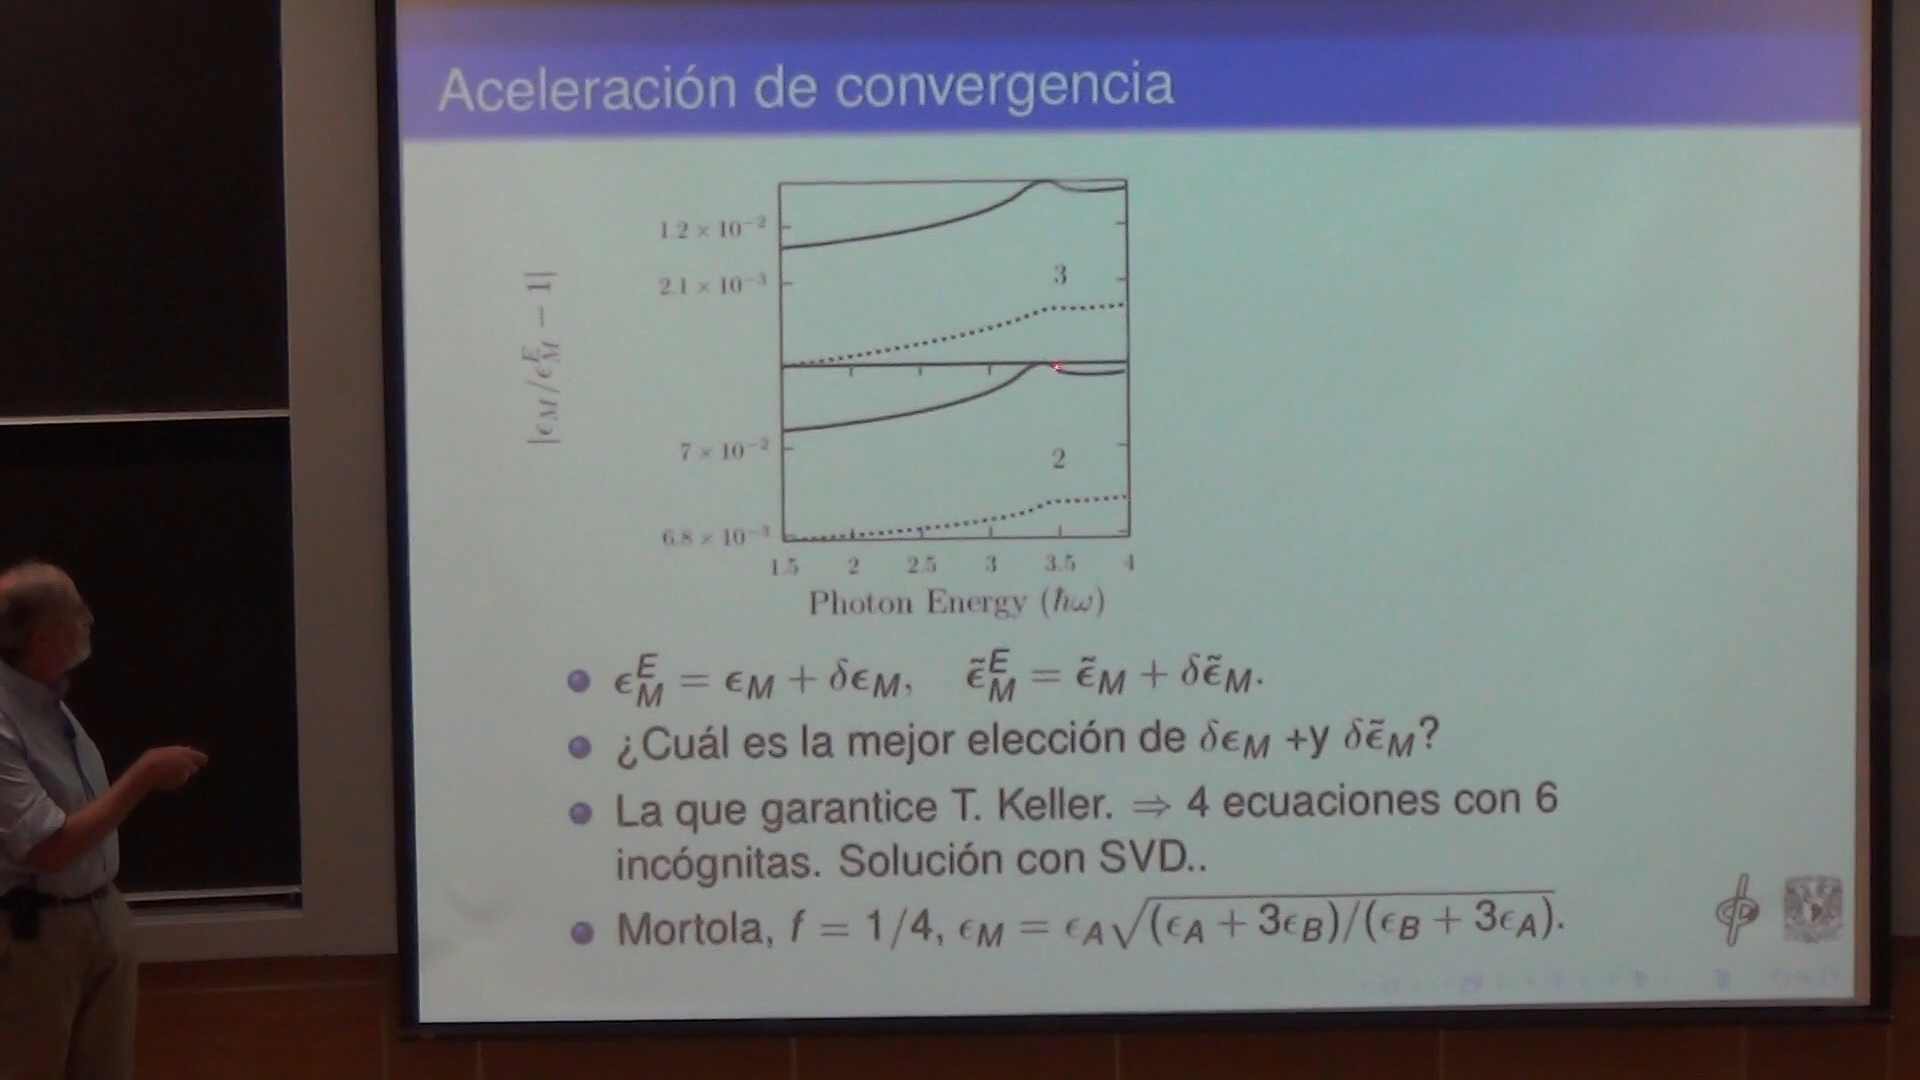 Aceleración de convergencia
1.2 × 10⁻²
2.1 × 10⁻³
3
|ϵ_M/ϵ_M^E − 1|
7 × 10⁻²
2
6.8 × 10⁻³
1.5 2 2.5 3 3.5 4
Photon Energy (ℏω)
ϵ_M^E = ϵ_M + δϵ_M, ϵ̃_M^E = ϵ̃_M + δϵ̃_M.
¿Cuál es la mejor elección de δϵ_M +y δϵ̃_M?
La que garantice T. Keller. ⇒ 4 ecuaciones con 6
incógnitas. Solución con SVD..
Mortola, f = 1/4, ϵ_M = ϵ_A√(ϵ_A + 3ϵ_B)/(ϵ_B + 3ϵ_A).